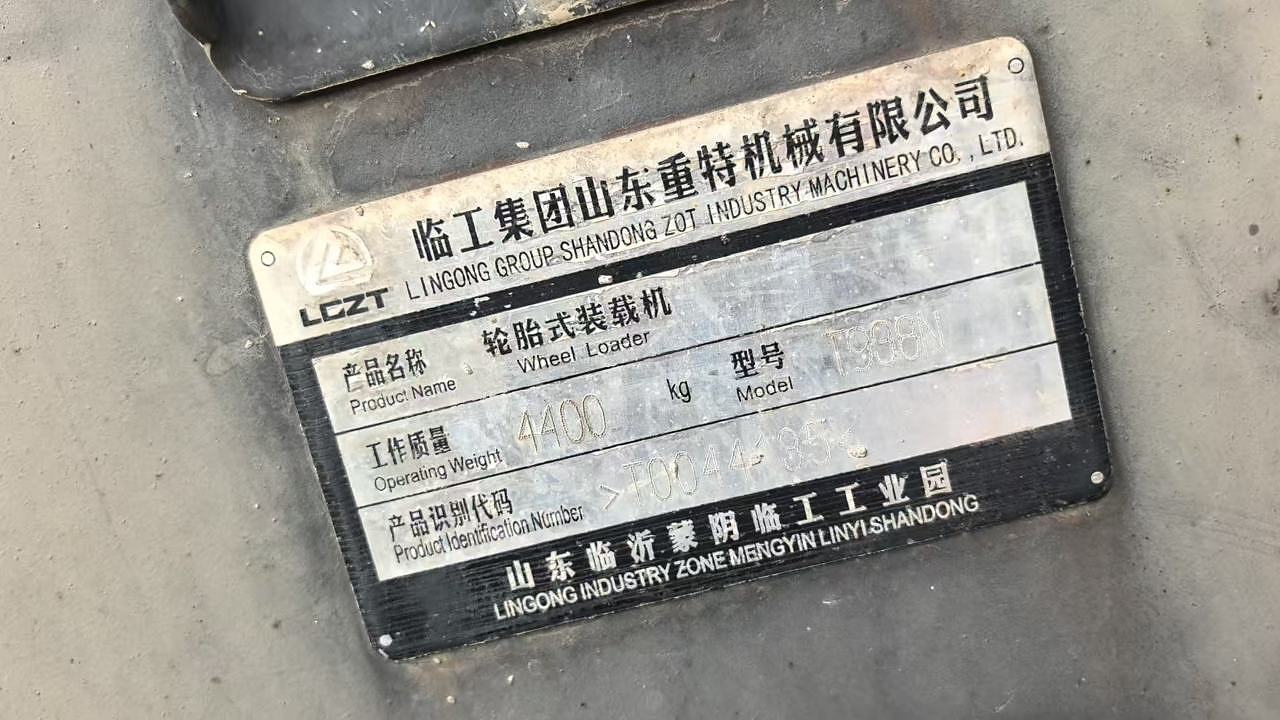 临工集团山东重特机械有限公司
LINGONG GROUP SHANDONG ZOT INDUSTRY MACHINERY CO.,LTD.
LGZT
产品名称 轮胎式装载机
Product Name Wheel Loader
工作质量 4400 kg 型号
Operating Weight Model
产品识别代码
Product Identification Number
山东临沂蒙阴临工工业园
LINGONG INDUSTRY ZONE MENGYIN LINYI.SHANDONG